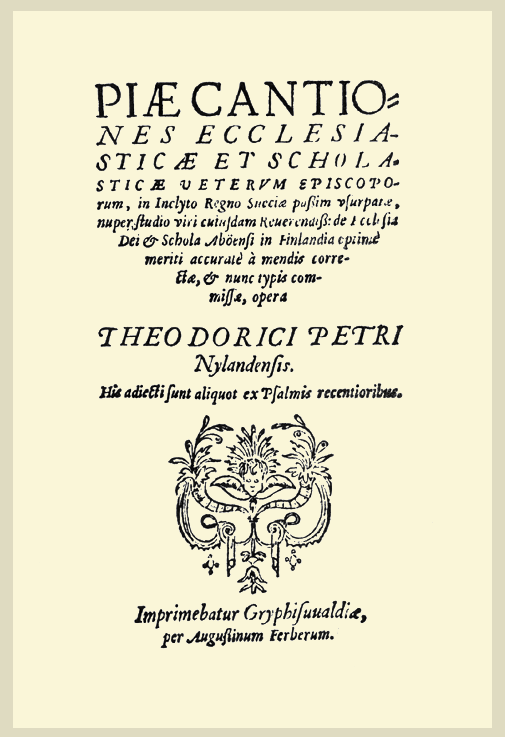 PIÆ CANTIO⸗
NES ECCLESIA-
STICÆ ET SCHOLA-
STICÆ VETERVM EPISCOPO-
rum, in Inclyto Regno Sueciæ paßim vſurpatæ,
nuper ſtudio viri cuiuſdam Reuerendiſs: de Eccleſia
Dei & Schola Aböenſi in Finlandia optimè
meriti accuratè à mendis corre-
ctæ, & nunc typis com-
miſſæ, opera
THEODORICI PETRI
Nylandenſis.
His adiecti ſunt aliquot ex Pſalmis recentioribus.
Imprimebatur Gryphiſuualdiæ,
per Auguſtinum Ferberum.